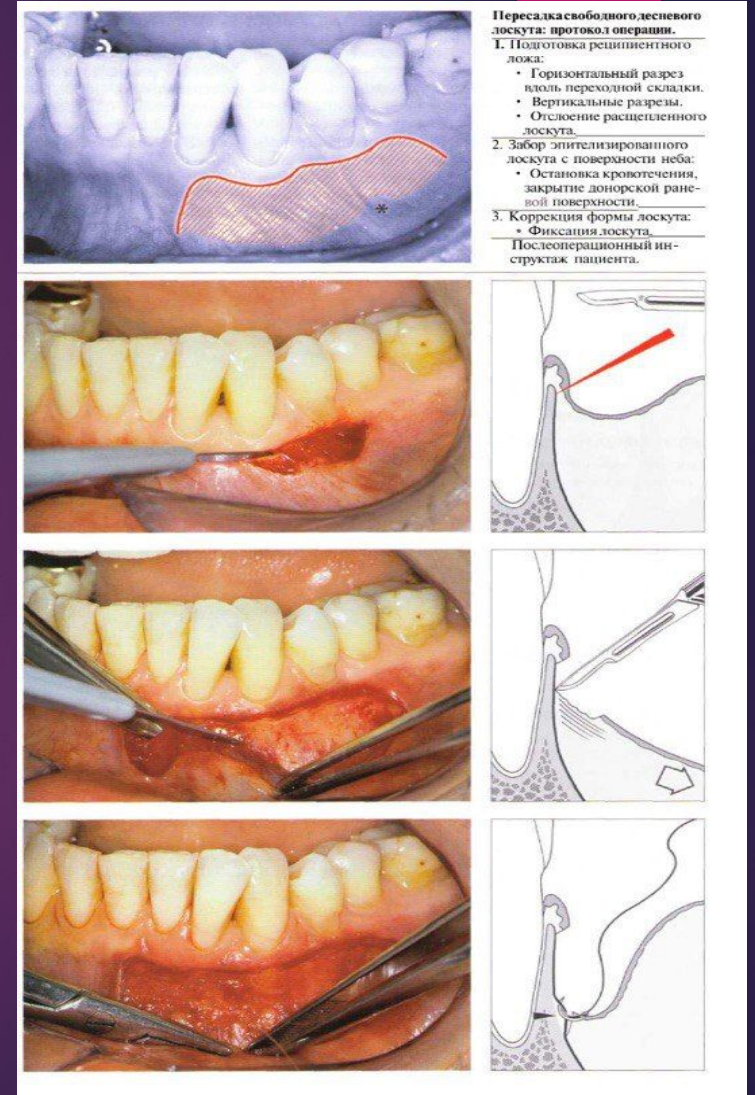 Пересадка свободного десневого
лоскута: протокол операции.
1. Подготовка реципиентного
ложа:
• Горизонтальный разрез
вдоль переходной складки.
• Вертикальные разрезы.
• Отслоение расщепленного
лоскута.
2. Забор эпителизированного
лоскута с поверхности неба:
• Остановка кровотечения,
закрытие донорской ране-
вой поверхности.
3. Коррекция формы лоскута:
• Фиксация лоскута.
Послеоперационный ин-
структаж пациента.
*